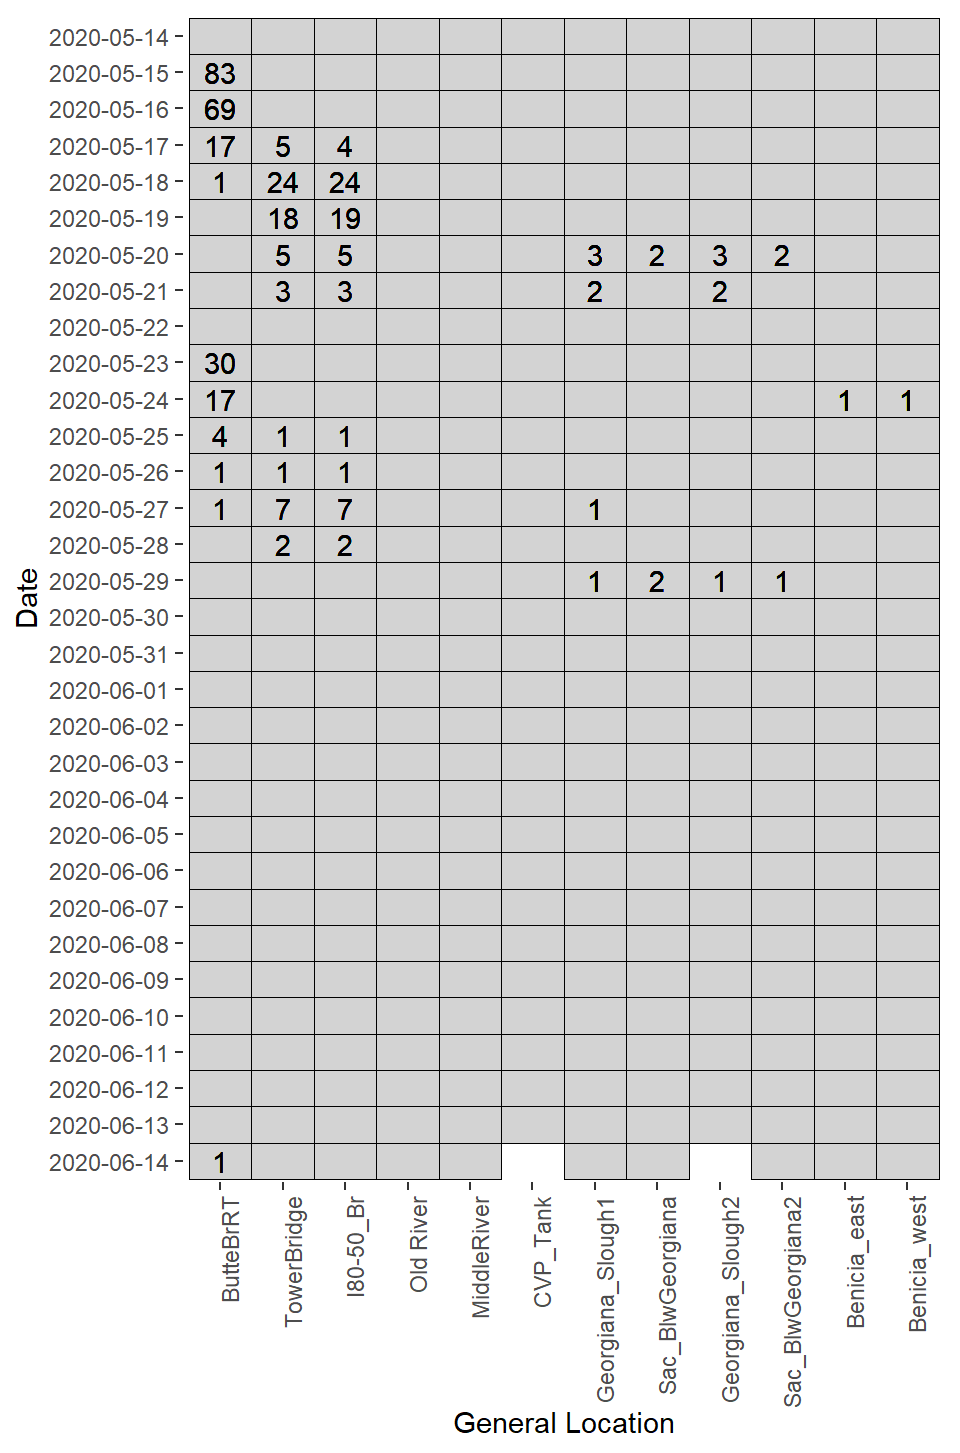 2020-05-14
2020-05-15 83
2020-05-16 69
2020-05-17 17 5 4
2020-05-18 1 24 24
2020-05-19 18 19
2020-05-20 5 5 3 2 3 2
2020-05-21 3 3 2 2
2020-05-22
2020-05-23 30
2020-05-24 17 1 1
2020-05-25 4 1 1
2020-05-26 1 1 1
2020-05-27 1 7 7 1
2020-05-28 2 2
2020-05-29 1 2 1 1
2020-05-30
2020-05-31
2020-06-01
2020-06-02
2020-06-03
2020-06-04
2020-06-05
2020-06-06
2020-06-07
2020-06-08
2020-06-09
2020-06-10
2020-06-11
2020-06-12
2020-06-13
2020-06-14 1
Date
ButteBrRT
TowerBridge
I80-50_Br
Old River
MiddleRiver
CVP_Tank
Georgiana_Slough1
Sac_BlwGeorgiana
Georgiana_Slough2
Sac_BlwGeorgiana2
Benicia_east
Benicia_west
General Location